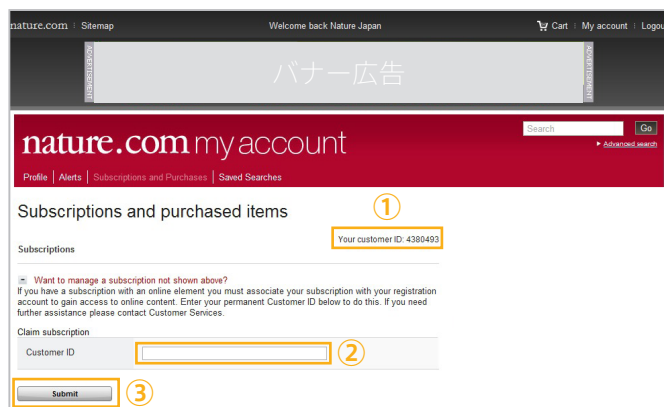 nature.com : Sitemap Welcome back Nature Japan Cart : My account : Logou
ADVERTISEMENT バナー広告 ADVERTISEMENT
nature.com my account
Search Go
Advanced search
Profile | Alerts | Subscriptions and Purchases | Saved Searches
Subscriptions and purchased items
①
Your customer ID: 4380493
Subscriptions
Want to manage a subscription not shown above?
If you have a subscription with an online element you must associate your subscription with your registration
account to gain access to online content. Enter your permanent Customer ID below to do this. If you need
further assistance please contact Customer Services.
Claim subscription
Customer ID ②
Submit ③